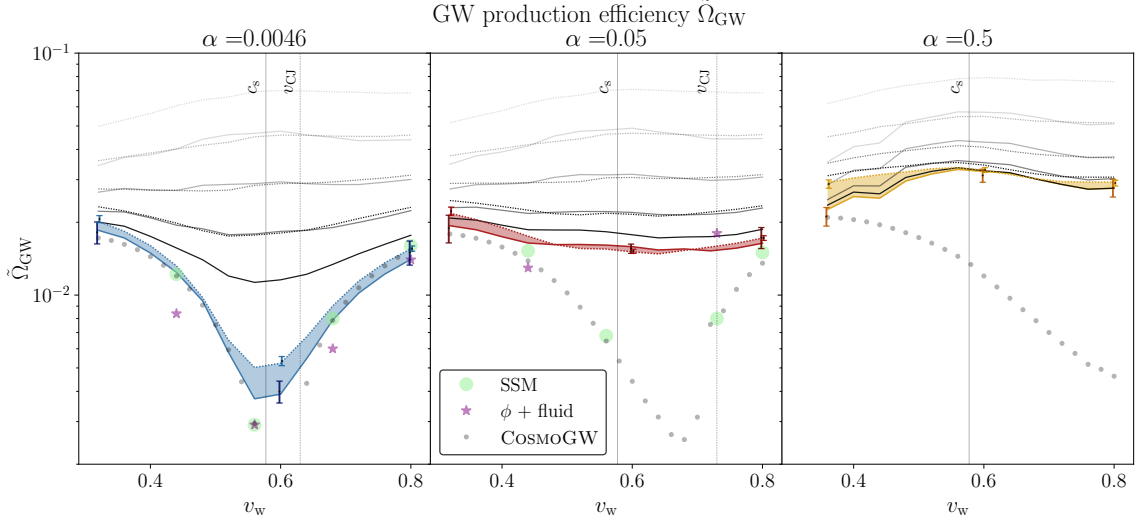 GW production efficiency Ω̃_GW
α =0.0046
α =0.05
α =0.5
10⁻¹
10⁻²
Ω̃_GW
c_s
v_CJ
c_s
v_CJ
c_s
SSM
ϕ + fluid
CosmoGW
0.4
0.6
0.8
0.4
0.6
0.8
0.4
0.6
0.8
v_w
v_w
v_w